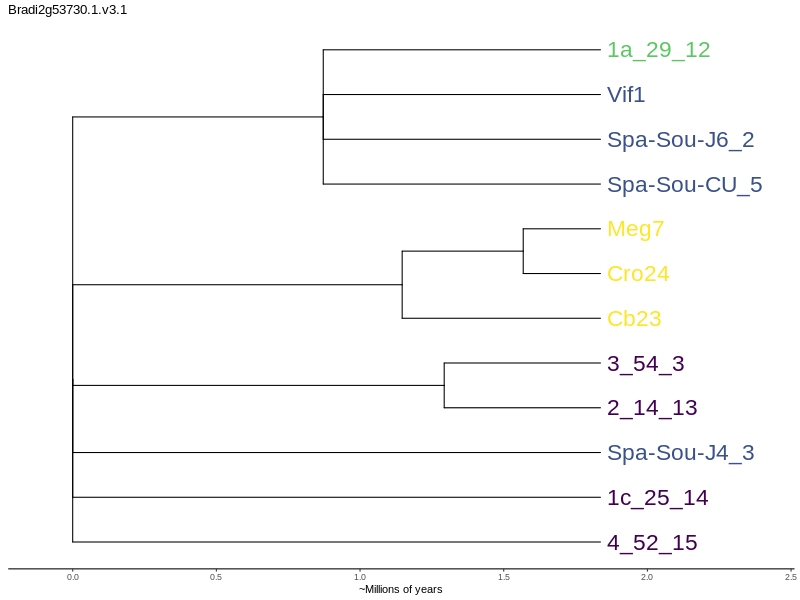 Bradi2g53730.1.v3.1
1a_29_12
Vif1
Spa-Sou-J6_2
Spa-Sou-CU_5
Meg7
Cro24
Cb23
3_54_3
2_14_13
Spa-Sou-J4_3
1c_25_14
4_52_15
0.0 0.5 1.0 1.5 2.0 2.5
~Millions of years